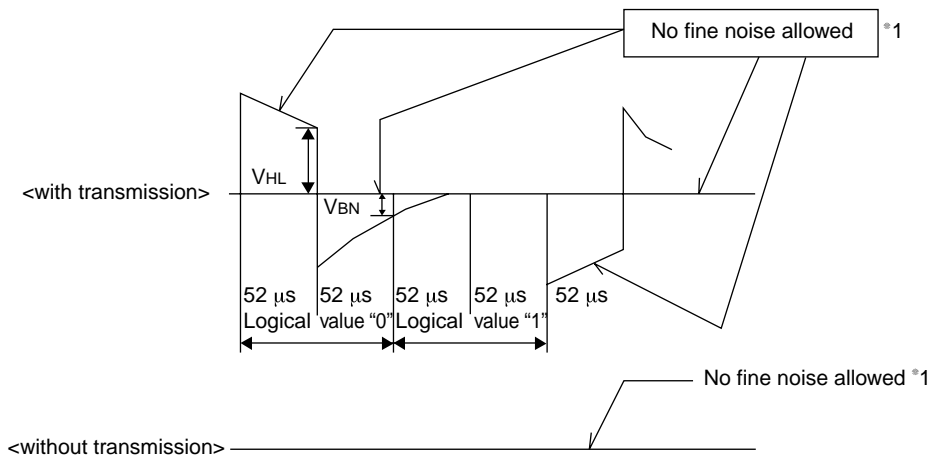 No fine noise allowed *1
VHL
<with transmission>
VBN
52 μs 52 μs 52 μs 52 μs 52 μs
Logical value “0” Logical value “1”
No fine noise allowed *1
<without transmission>